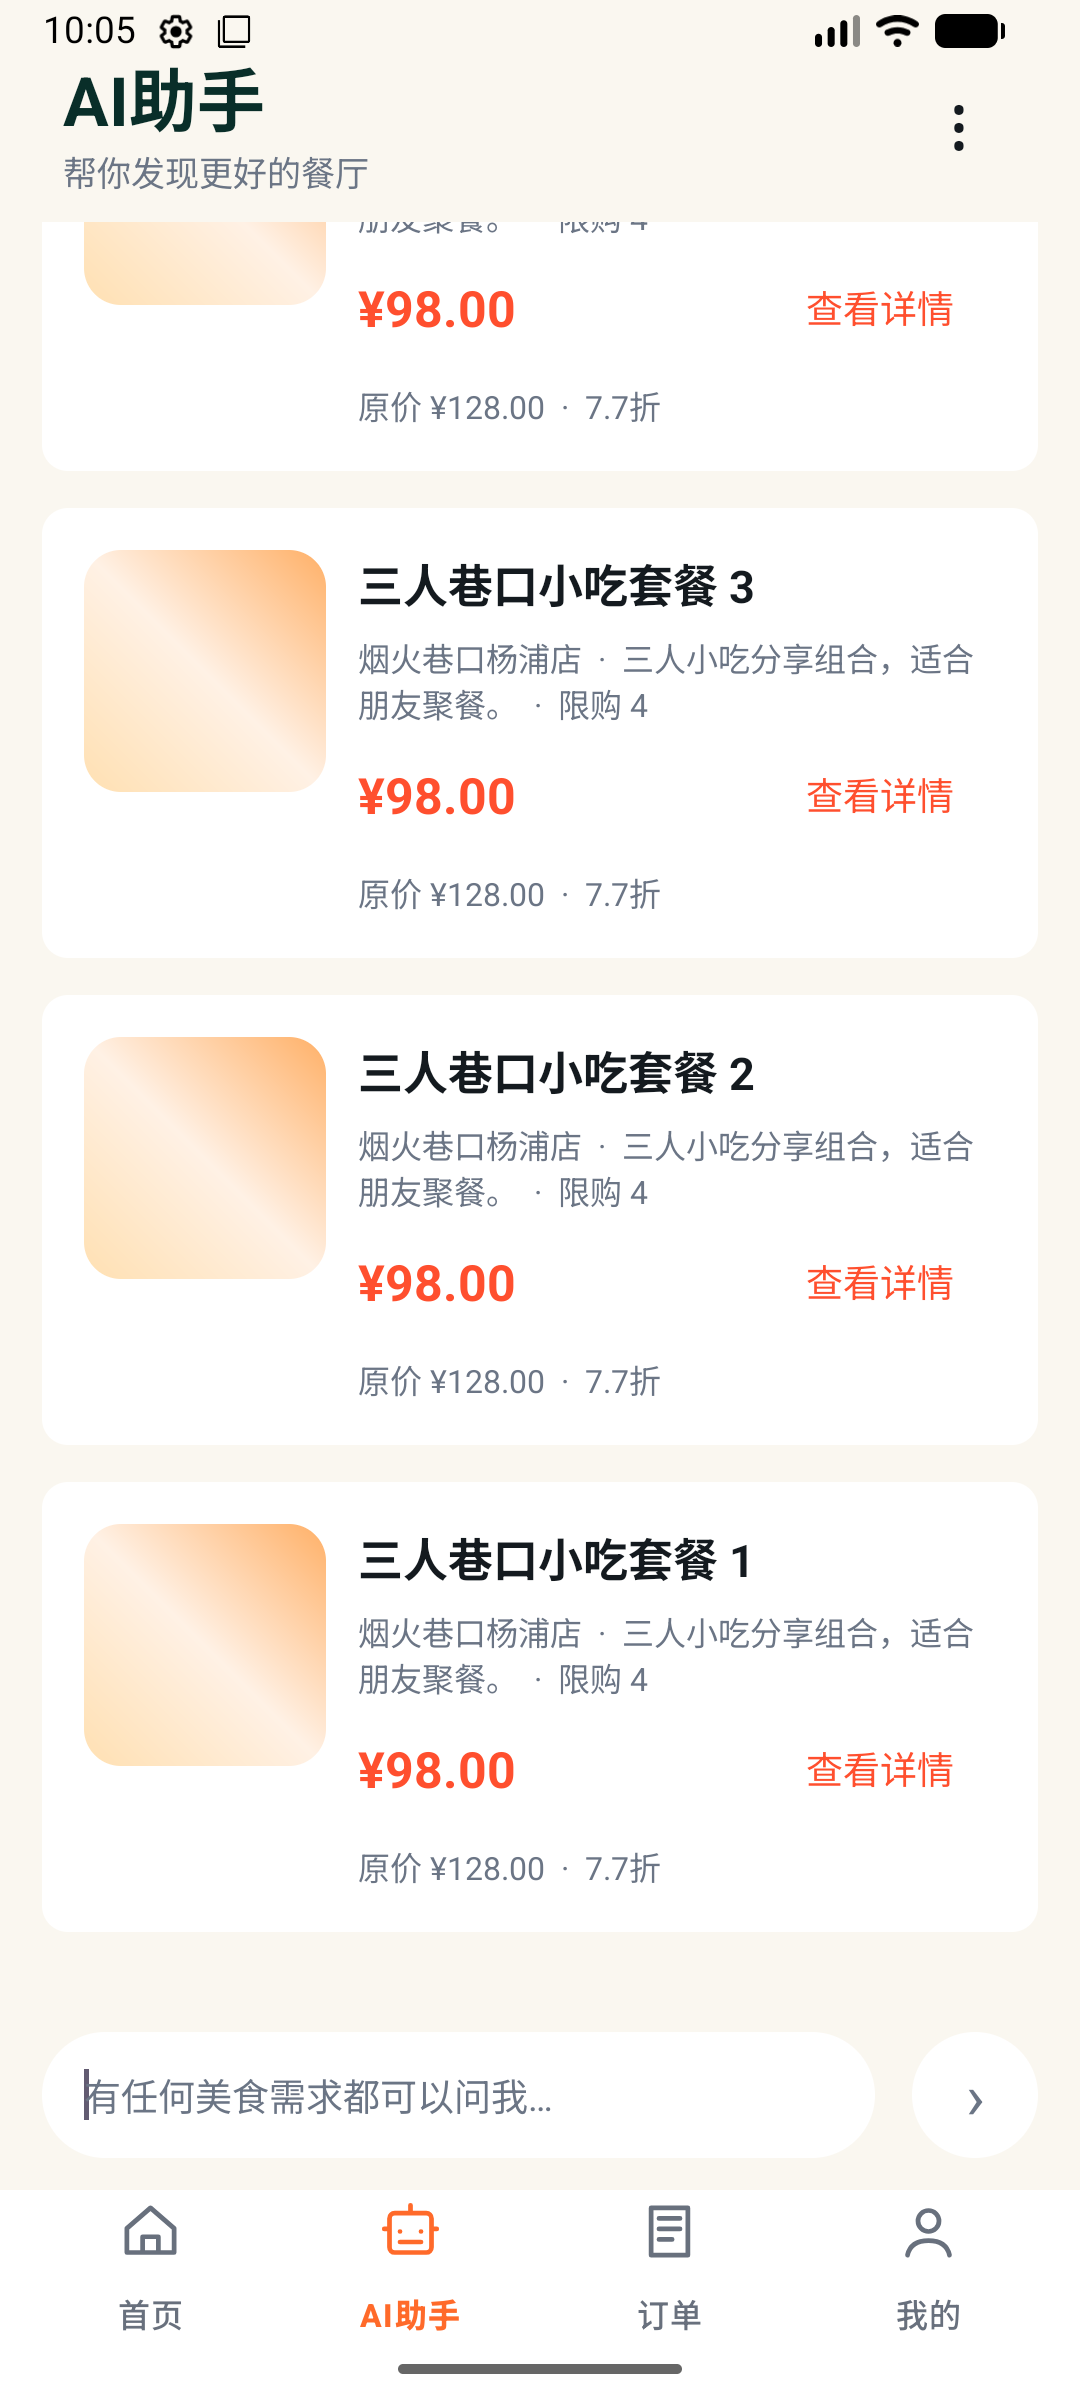 10:05
AI助手
帮你发现更好的餐厅
朋友聚餐。 · 限购 4
¥98.00 查看详情
原价 ¥128.00 · 7.7折
三人巷口小吃套餐 3
烟火巷口杨浦店 · 三人小吃分享组合，适合
朋友聚餐。 · 限购 4
¥98.00 查看详情
原价 ¥128.00 · 7.7折
三人巷口小吃套餐 2
烟火巷口杨浦店 · 三人小吃分享组合，适合
朋友聚餐。 · 限购 4
¥98.00 查看详情
原价 ¥128.00 · 7.7折
三人巷口小吃套餐 1
烟火巷口杨浦店 · 三人小吃分享组合，适合
朋友聚餐。 · 限购 4
¥98.00 查看详情
原价 ¥128.00 · 7.7折
有任何美食需求都可以问我...
首页 AI助手 订单 我的